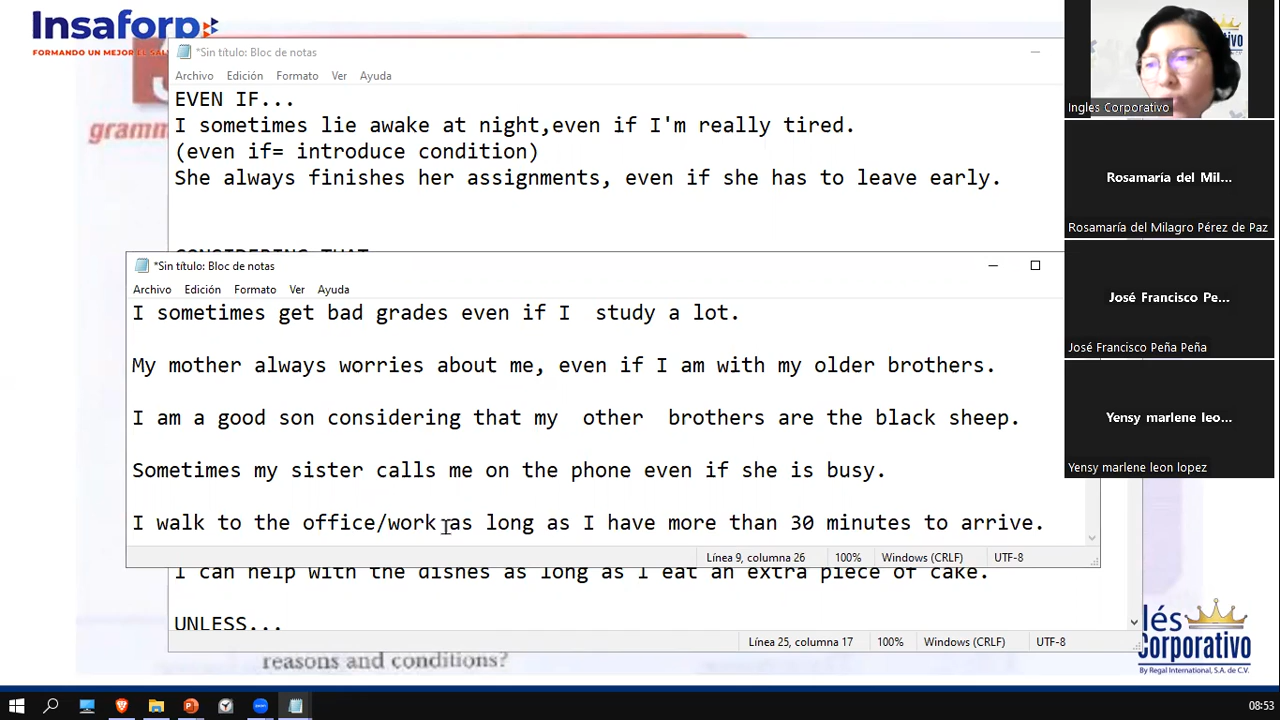 Insaforp
FORMANDO UN MEJOR EL SAL
gramm
*Sin título: Bloc de notas
Archivo Edición Formato Ver Ayuda
EVEN IF...
I sometimes lie awake at night,even if I'm really tired.
(even if= introduce condition)
She always finishes her assignments, even if she has to leave early.
CONSIDERING THAT
*Sin título: Bloc de notas
Archivo Edición Formato Ver Ayuda
I sometimes get bad grades even if I  study a lot.
My mother always worries about me, even if I am with my older brothers.
I am a good son considering that my  other  brothers are the black sheep.
Sometimes my sister calls me on the phone even if she is busy.
I walk to the office/work as long as I have more than 30 minutes to arrive.
Línea 9, columna 26 100% Windows (CRLF) UTF-8
I can help with the dishes as long as I eat an extra piece of cake.
UNLESS...
Línea 25, columna 17 100% Windows (CRLF) UTF-8
reasons and conditions?
Ingles Corporativo
Rosamaría del Mil...
Rosamaría del Milagro Pérez de Paz
José Francisco Pe...
José Francisco Peña Peña
Yensy marlene leo...
Yensy marlene leon lopez
lés
Corporativo
By Regal International, S.A. de C.V.
08:53